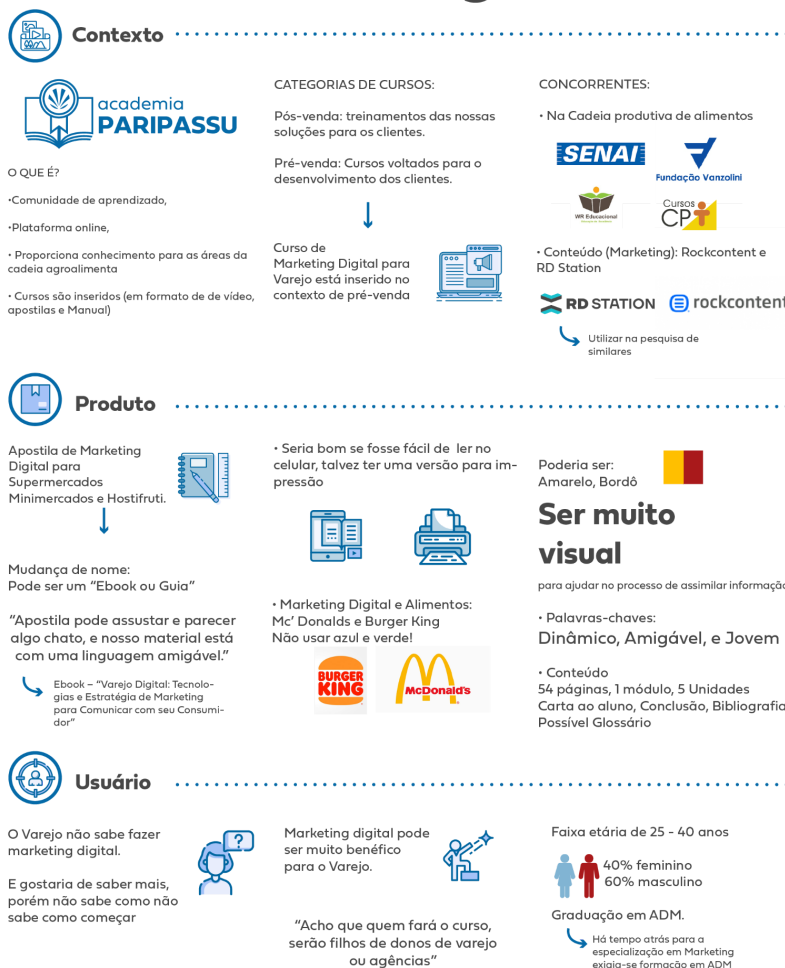 Contexto
academia
PARIPASSU
O QUE É?
•Comunidade de aprendizado,
•Plataforma online,
• Proporciona conhecimento para as áreas da
cadeia agroalimenta
• Cursos são inseridos (em formato de de vídeo,
apostilas e Manual)
CATEGORIAS DE CURSOS:
Pós-venda: treinamentos das nossas
soluções para os clientes.
Pré-venda: Cursos voltados para o
desenvolvimento dos clientes.
Curso de
Marketing Digital para
Varejo está inserido no
contexto de pré-venda
CONCORRENTES:
• Na Cadeia produtiva de alimentos
SENAI
Fundação Vanzolini
WR Educacional
Cursos
CPT
• Conteúdo (Marketing): Rockcontent e
RD Station
RD STATION
rockcontent
Utilizar na pesquisa de
similares
Produto
Apostila de Marketing
Digital para
Supermercados
Minimercados e Hostifruti.
Mudança de nome:
Pode ser um “Ebook ou Guia”
“Apostila pode assustar e parecer
algo chato, e nosso material está
com uma linguagem amigável.”
Ebook – “Varejo Digital: Tecnolo-
gias e Estratégia de Marketing
para Comunicar com seu Consumi-
dor”
• Seria bom se fosse fácil de ler no
celular, talvez ter uma versão para im-
pressão
• Marketing Digital e Alimentos:
Mc’ Donalds e Burger King
Não usar azul e verde!
BURGER
KING
McDonald's
Poderia ser:
Amarelo, Bordô
Ser muito
visual
para ajudar no processo de assimilar informação
• Palavras-chaves:
Dinâmico, Amigável, e Jovem
• Conteúdo
54 páginas, 1 módulo, 5 Unidades
Carta ao aluno, Conclusão, Bibliografia
Possível Glossário
Usuário
O Varejo não sabe fazer
marketing digital.
E gostaria de saber mais,
porém não sabe como não
sabe como começar
?
Marketing digital pode
ser muito benéfico
para o Varejo.
“Acho que quem fará o curso,
serão filhos de donos de varejo
ou agências”
Faixa etária de 25 - 40 anos
40% feminino
60% masculino
Graduação em ADM.
Há tempo atrás para a
especialização em Marketing
exigia-se formação em ADM